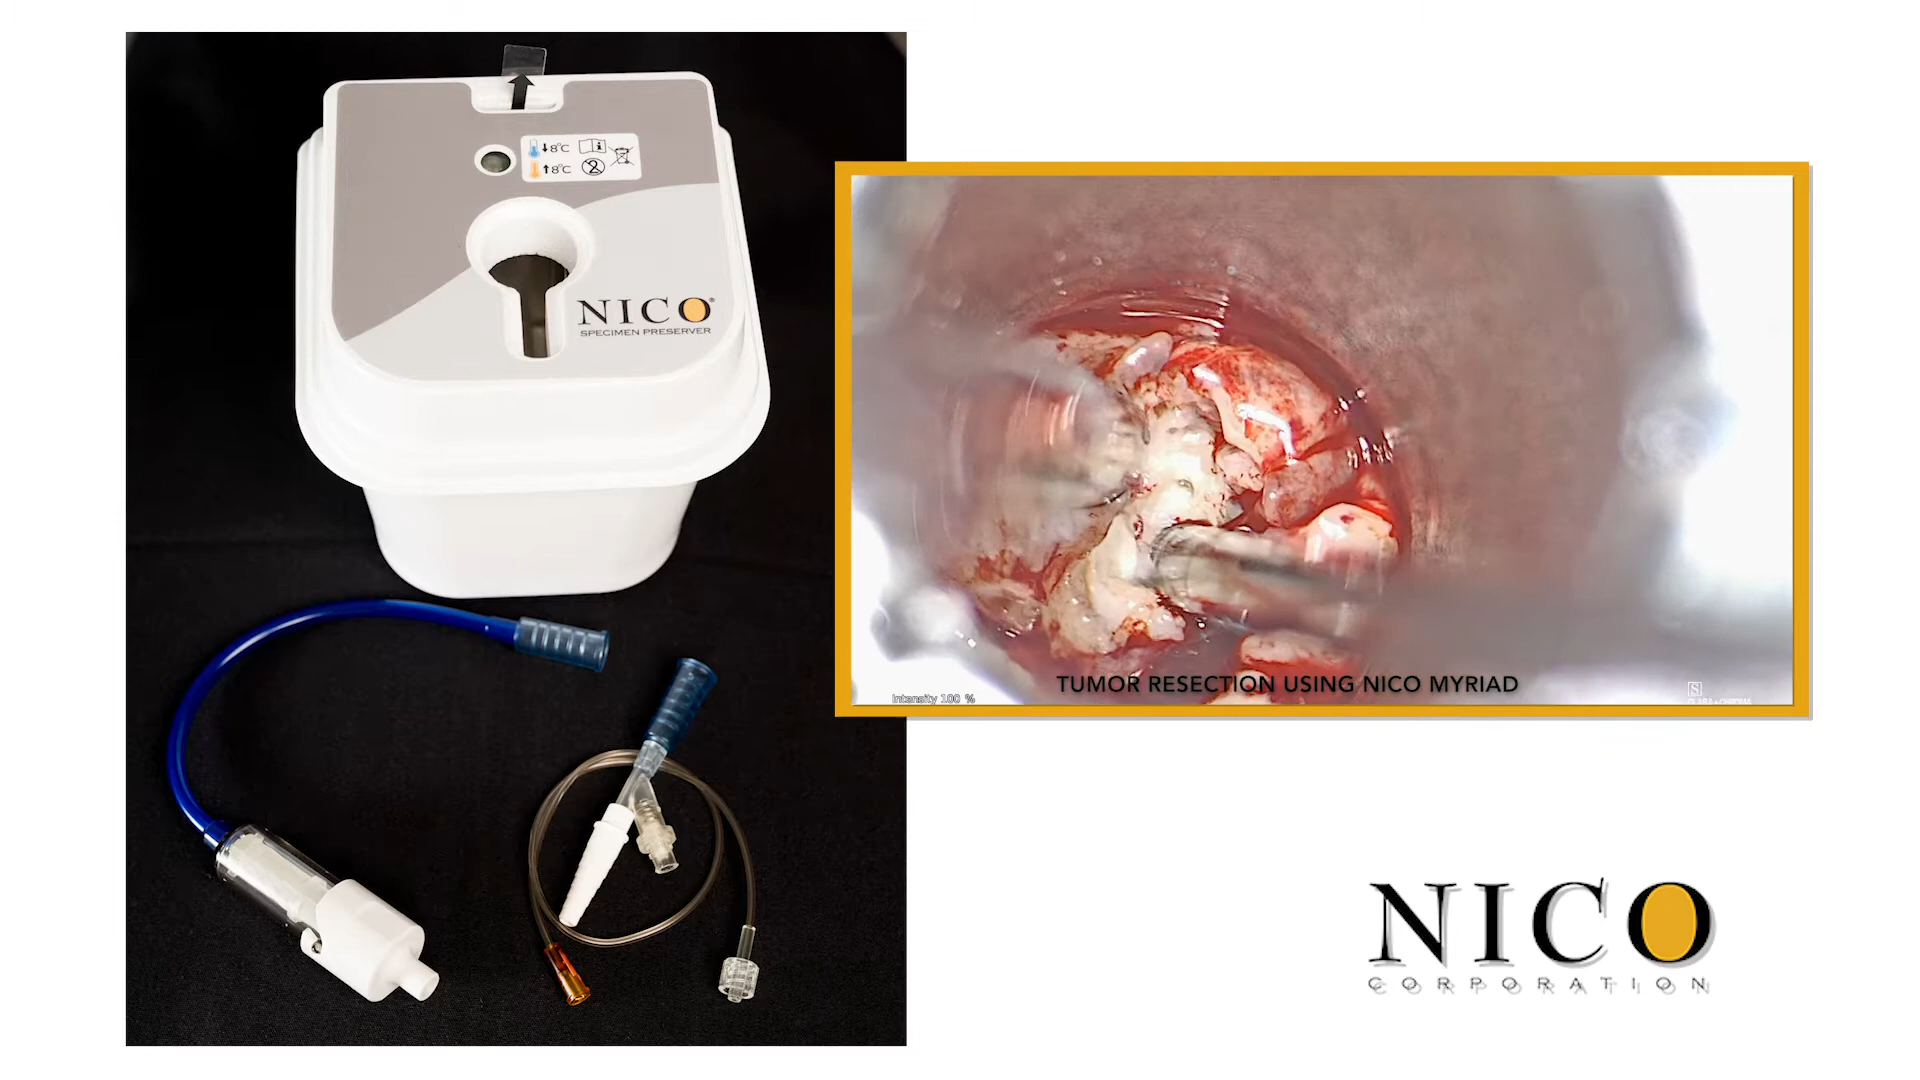 ↓8°C
↑8°C
2
NICO®
SPECIMEN PRESERVER
TUMOR RESECTION USING NICO MYRIAD
Intensity 100 %
S
NICO
CORPORATION